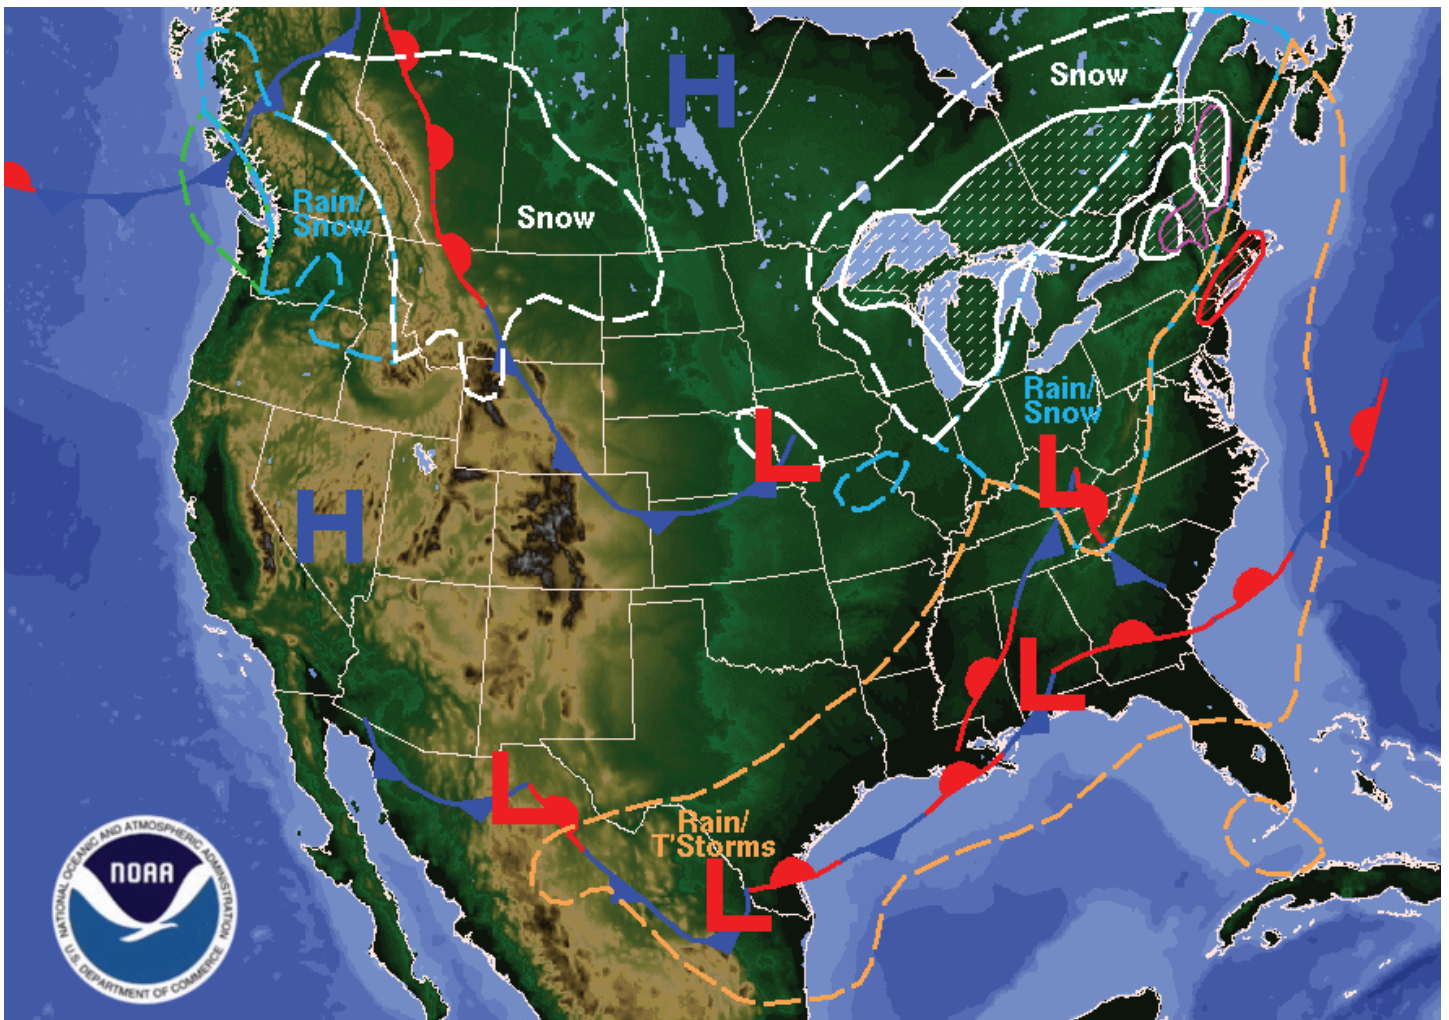 Snow
H
Rain/
Snow
Snow
Rain/
Snow
L
L
H
L
L
Rain/
T'Storms
L
NOAA
NATIONAL OCEANIC AND ATMOSPHERIC ADMINISTRATION
U.S. DEPARTMENT OF COMMERCE